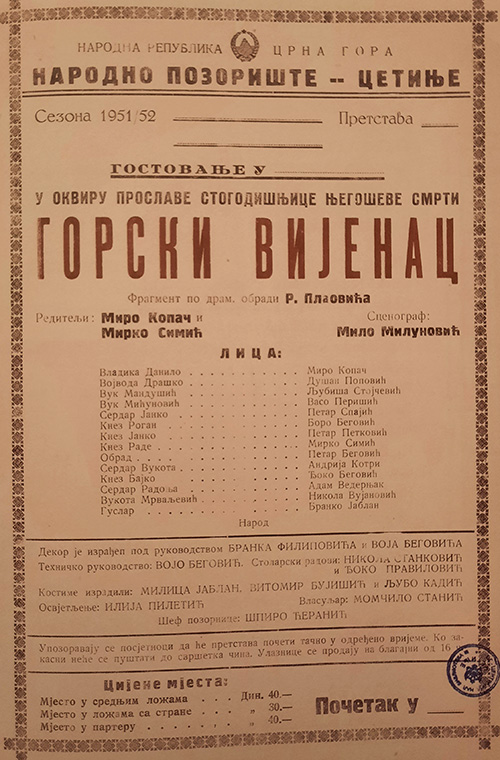 НАРОДНА РЕПУБЛИКА ЦРНА ГОРА
НАРОДНО ПОЗОРИШТЕ -- ЦЕТИЊЕ
Сезона 1951/52 Претстава
ГОСТОВАЊЕ У
У ОКВИРУ ПРОСЛАВЕ СТОГОДИШЊИЦЕ ЊЕГОШЕВЕ СМРТИ
ГОРСКИ ВИЈЕНАЦ
Фрагмент по драм. обради Р. Плаовића
Редитељи: Миро Копач и Сценограф:
Мирко Симић Мило Милуновић
ЛИЦА:
Владика Данило . . . . . . . . . . Миро Копач
Војвода Драшко . . . . . . . . . . Душан Поповић
Вук Мандушић . . . . . . . . . . Љубиша Стојчевић
Вук Мићуновић . . . . . . . . . . Васо Перишић
Сердар Јанко . . . . . . . . . . Петар Спајић
Кнез Роган . . . . . . . . . . Боро Беговић
Кнез Јанко . . . . . . . . . . Петар Петковић
Кнез Раде . . . . . . . . . . Мирко Симић
Обрад . . . . . . . . . . Петар Беговић
Сердар Вукота . . . . . . . . . . Андрија Котри
Кнез Бајко . . . . . . . . . . Ђоко Беговић
Сердар Радоња . . . . . . . . . . Адам Ведерњак
Вукота Мрваљевић . . . . . . . . . . Никола Вујановић
Гуслар . . . . . . . . . . Бранко Јаблан
Народ
Декор је израђен под руководством БРАНКА ФИЛИПОВИЋА и ВОЈА БЕГОВИЋА
Техничко руководство: ВОЈО БЕГОВИЋ. Столарски радови: НИКОЛА СТАНКОВИЋ
и ЂОКО ПРАВИЛОВИЋ
Костиме израдили: МИЛИЦА ЈАБЛАН, ВИТОМИР ВУЈИШИЋ и ЉУБО КАДИЋ
Освјетљење: ИЛИЈА ПИЛЕТИЋ Власуљар: МОМЧИЛО СТАНИЋ
Шеф позорнице: ШПИРО ЂЕРАНИЋ
Упозоравају се посјетиоци да ће претстана почети тачно у одређено вријеме. Ко за-
касни неће се пуштати до саршетка чина. Улазнице се продају на благајни од 16
Цијене мјеста:
Мјесто у средњим ложама . . . Дин. 40.—
Мјесто у ложама са стране . . . „ 30.—
Мјесто у партеру . . . . . „ 40.—
Почетак у